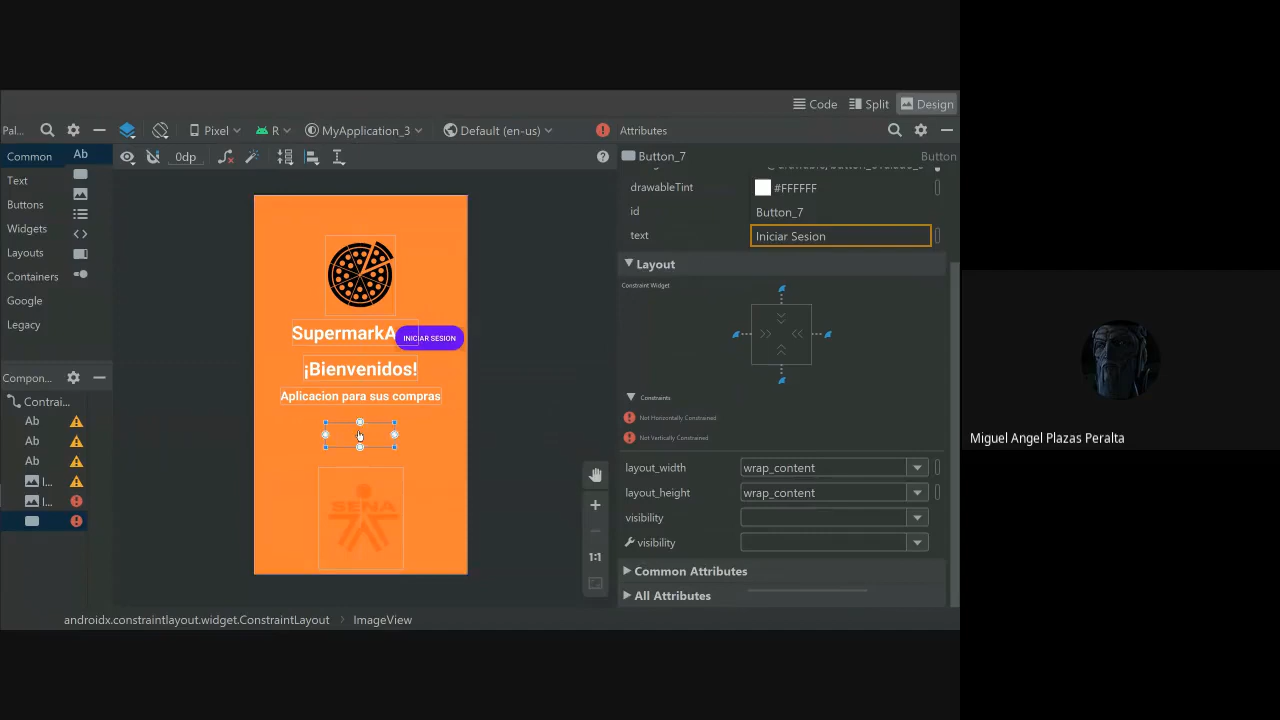 Code Split Design
Pal... Pixel R MyApplication_3 Default (en-us) Attributes
Common Ab 0dp Button_7 Button
Text
Buttons
Widgets
Layouts
Containers
Google
Legacy
Compon...
Contrai...
Ab
Ab
Ab
I...
I...
SupermarkA
INICIAR SESION
¡Bienvenidos!
Aplicacion para sus compras
SENA
1:1
drawableTint #FFFFFF
id Button_7
text Iniciar Sesion
Layout
Constraint Widget
Constraints
Not Horizontally Constrained
Not Vertically Constrained
layout_width wrap_content
layout_height wrap_content
visibility
visibility
Common Attributes
All Attributes
androidx.constraintlayout.widget.ConstraintLayout ImageView
Miguel Angel Plazas Peralta